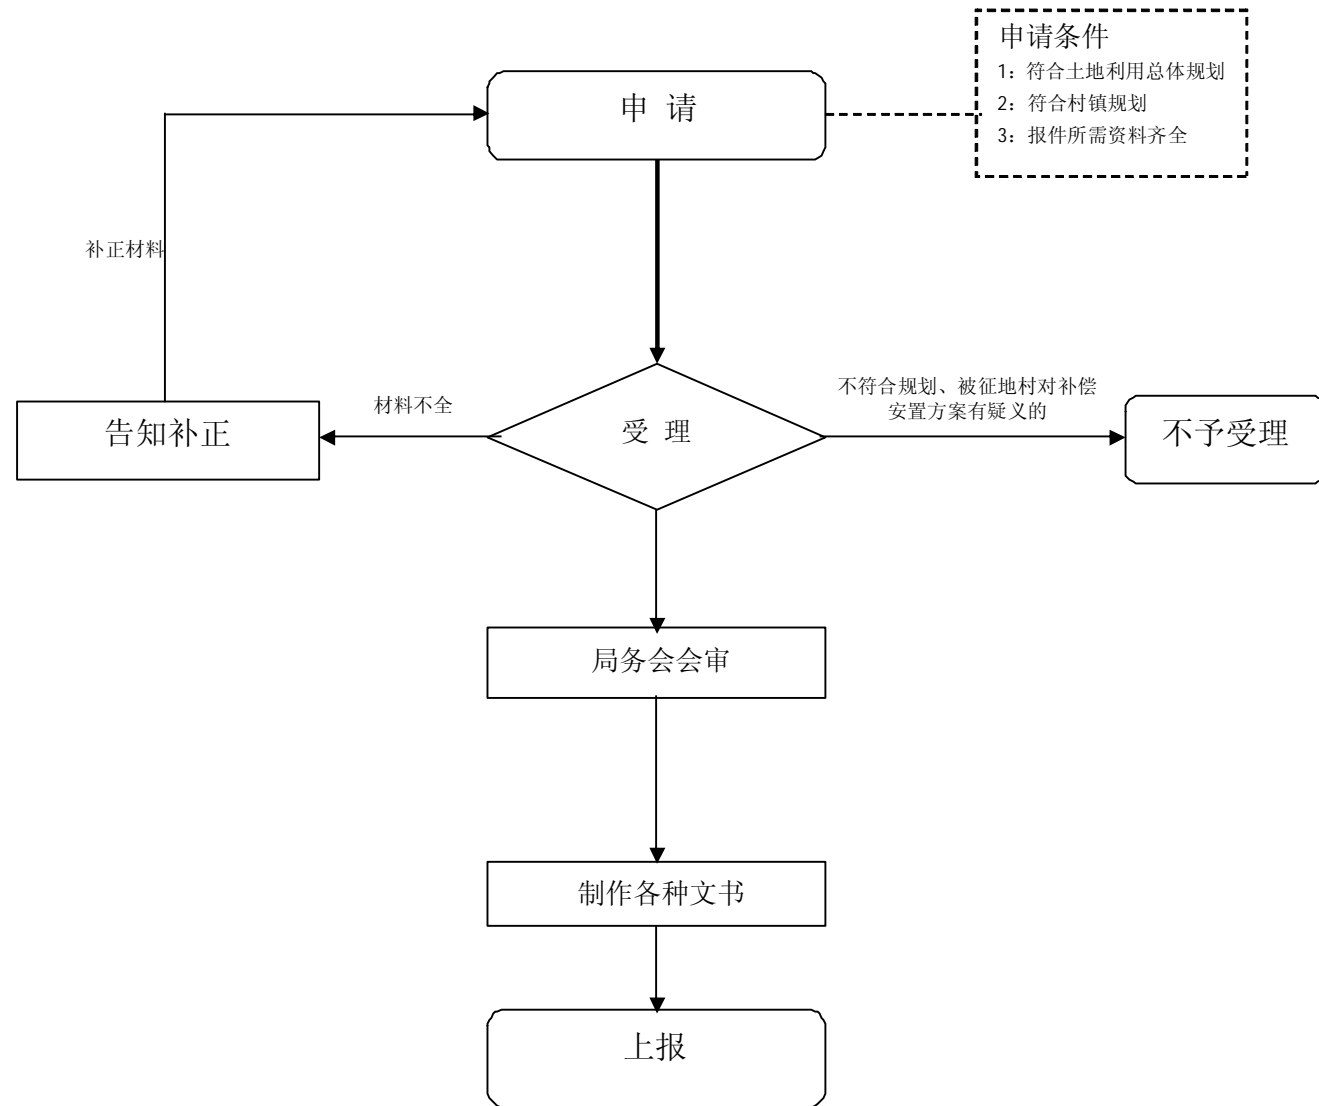 申请条件
1：符合土地利用总体规划
2：符合村镇规划
3：报件所需资料齐全
申 请
补正材料
不符合规划、被征地村对补偿
安置方案有疑义的
材料不全
告知补正
受 理
不予受理
局务会会审
制作各种文书
上报